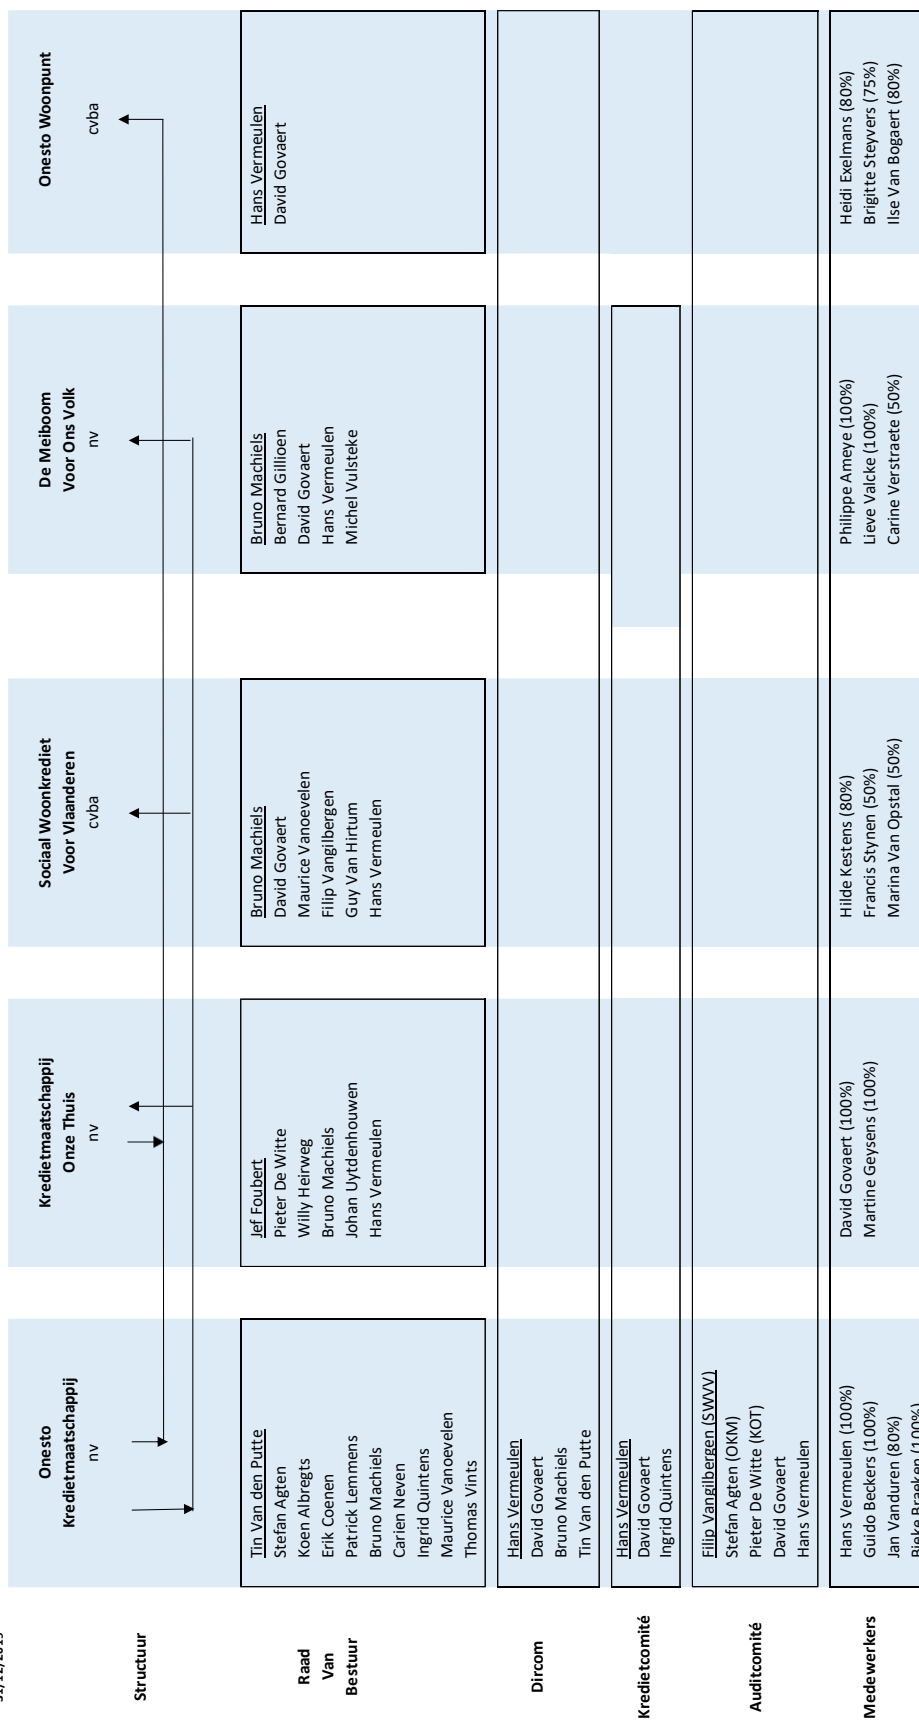 Structuur
Onesto
Kredietmaatschappij
nv
Kredietmaatschappij
Onze Thuis
nv
Sociaal Woonkrediet
Voor Vlaanderen
cvba
De Meiboom
Voor Ons Volk
nv
Onesto Woonpunt
cvba
Raad
Van
Bestuur
Tin Van den Putte
Stefan Agten
Koen Albregts
Erik Coenen
Patrick Lemmens
Bruno Machiels
Carien Neven
Ingrid Quintens
Maurice Vanoevelen
Thomas Vints
Jef Foubert
Pieter De Witte
Willy Heirweg
Bruno Machiels
Johan Uytdenhouwen
Hans Vermeulen
Bruno Machiels
David Govaert
Maurice Vanoevelen
Filip Vangilbergen
Guy Van Hirtum
Hans Vermeulen
Bruno Machiels
Bernard Gillioen
David Govaert
Hans Vermeulen
Michel Vulsteke
Hans Vermeulen
David Govaert
Dircom
Hans Vermeulen
David Govaert
Bruno Machiels
Tin Van den Putte
Kredietcomité
Hans Vermeulen
David Govaert
Ingrid Quintens
Auditcomité
Filip Vangilbergen (SWVV)
Stefan Agten (OKM)
Pieter De Witte (KOT)
David Govaert
Hans Vermeulen
Medewerkers
Hans Vermeulen (100%)
Guido Beckers (100%)
Jan Vanduren (80%)
Bieke Braeken (100%)
David Govaert (100%)
Martine Geysens (100%)
Hilde Kestens (80%)
Francis Stynen (50%)
Marina Van Opstal (50%)
Philippe Ameye (100%)
Lieve Valcke (100%)
Carine Verstraete (50%)
Heidi Exelmans (80%)
Brigitte Steyvers (75%)
Ilse Van Bogaert (80%)